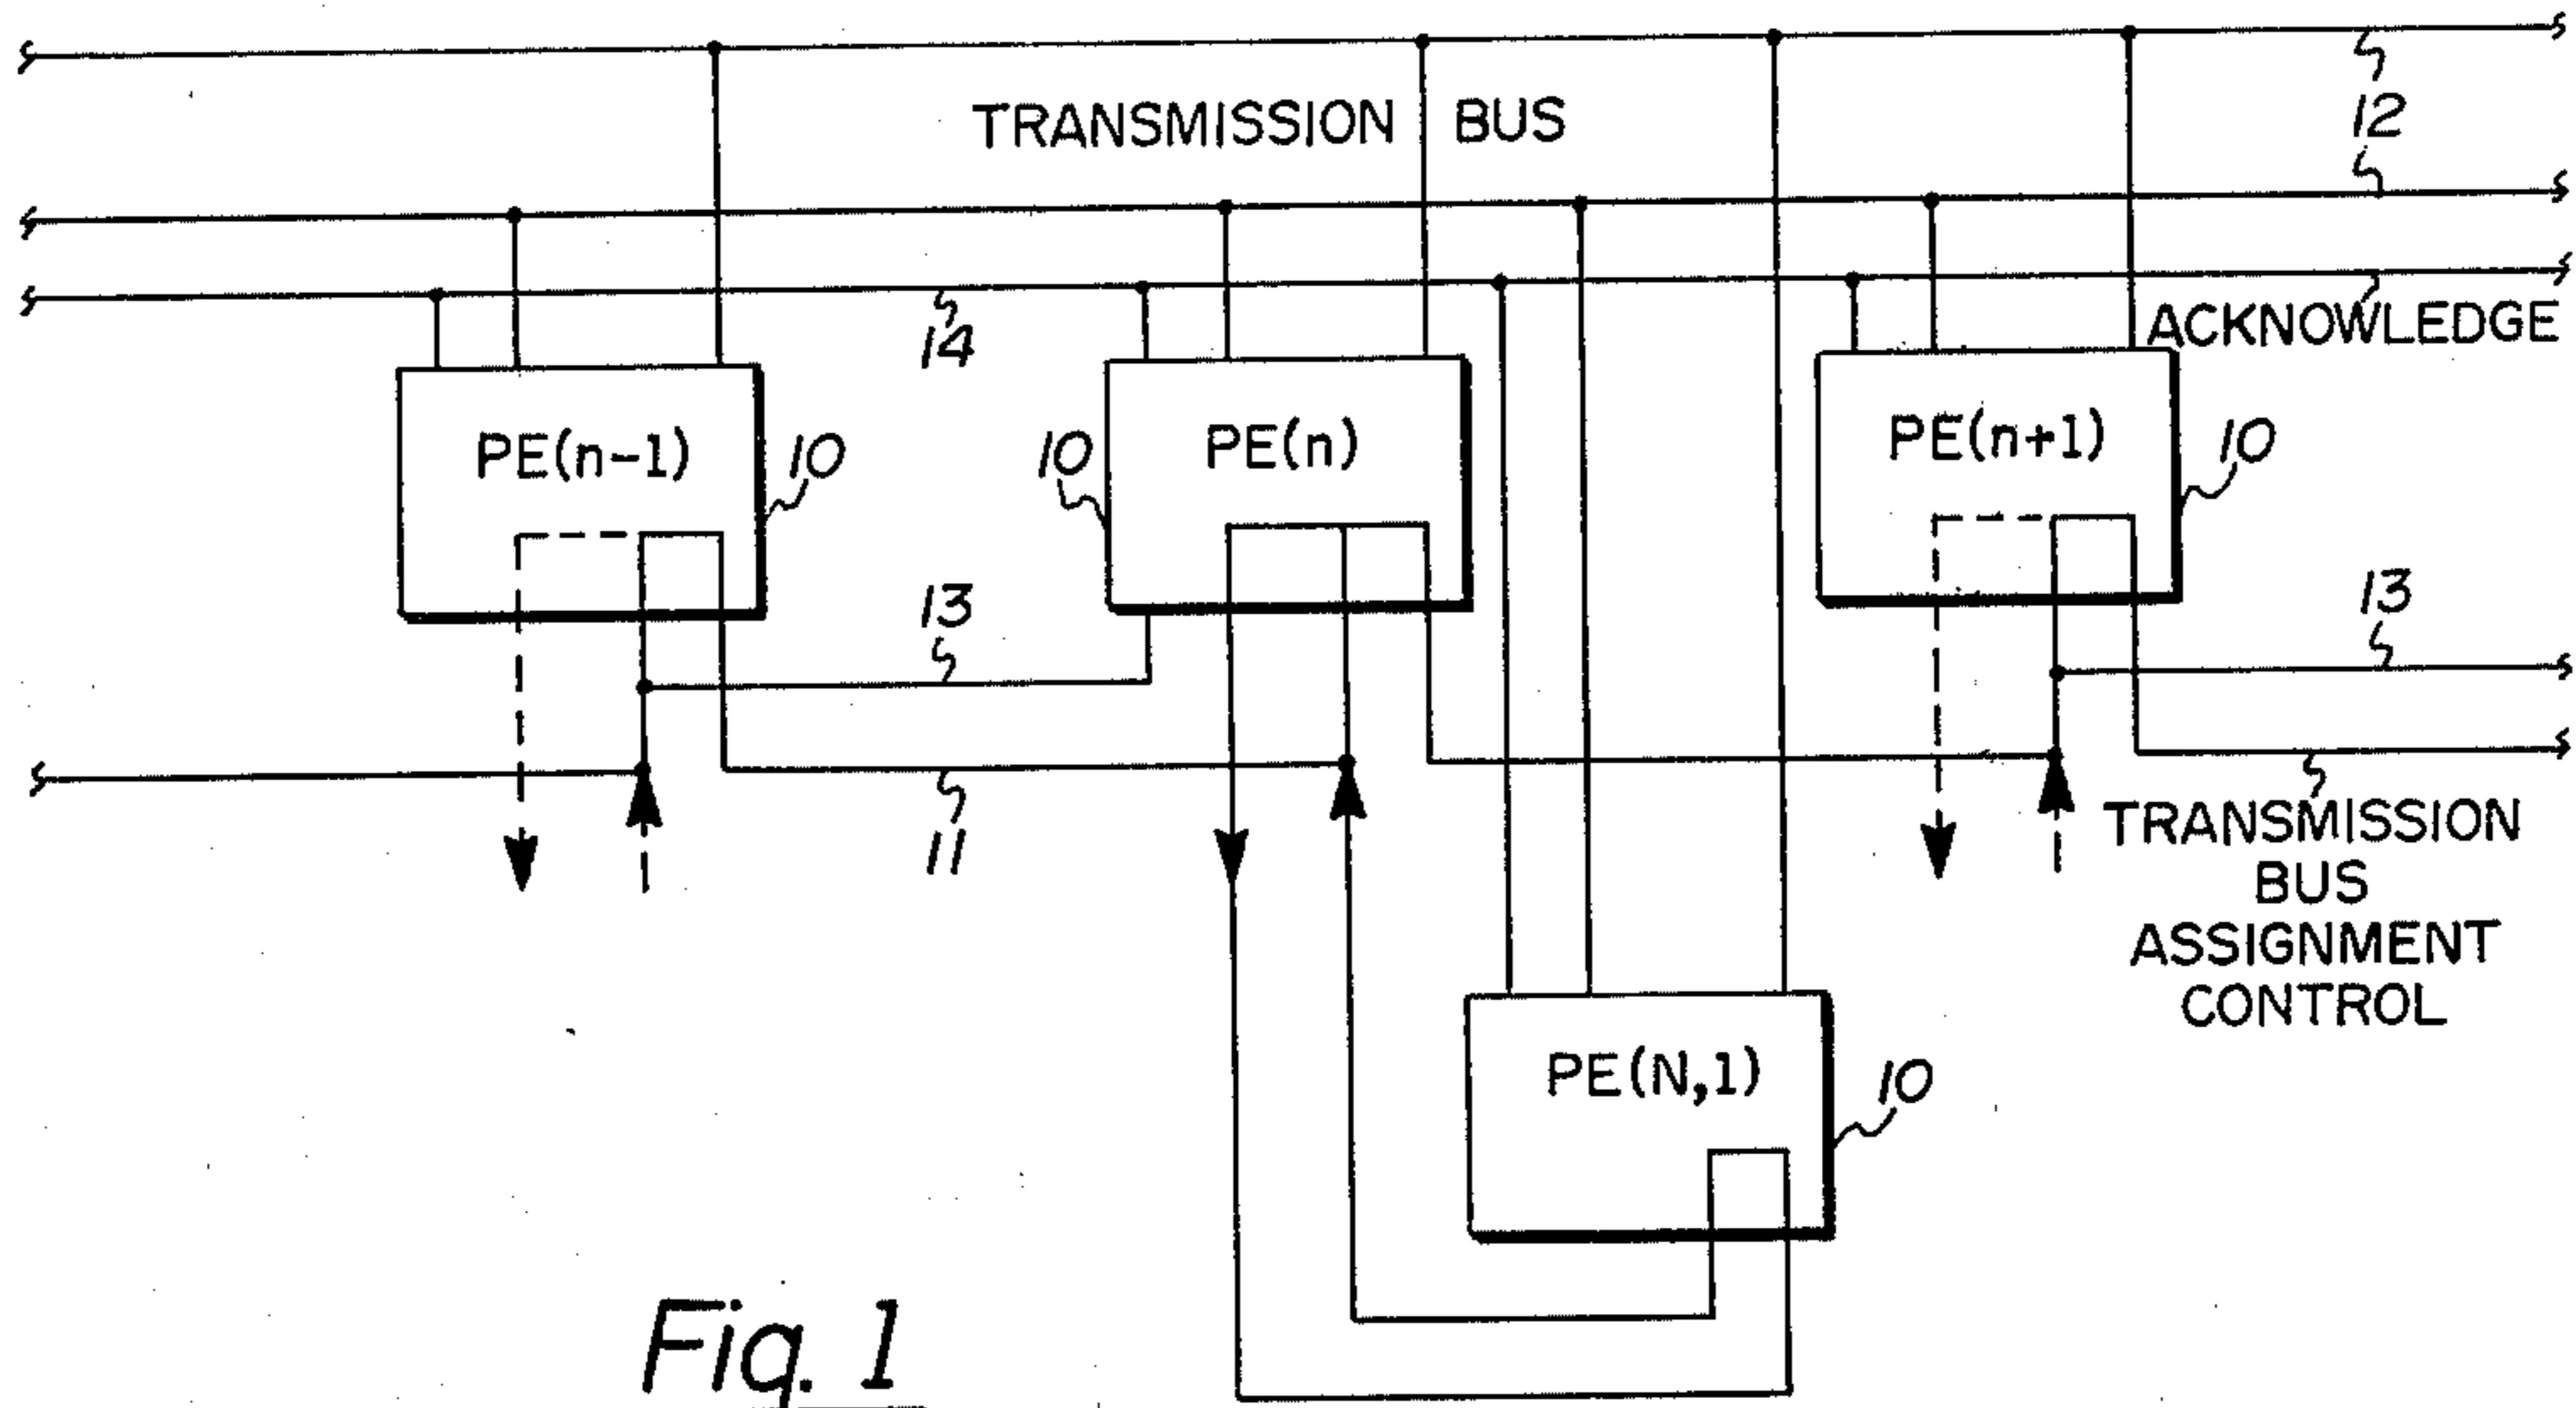 TRANSMISSION BUS
12
14
ACKNOWLEDGE
PE(n-1)
10
10
PE(n)
PE(n+1)
10
13
13
11
TRANSMISSION
BUS
ASSIGNMENT
CONTROL
PE(N,1)
10
Fig. 1